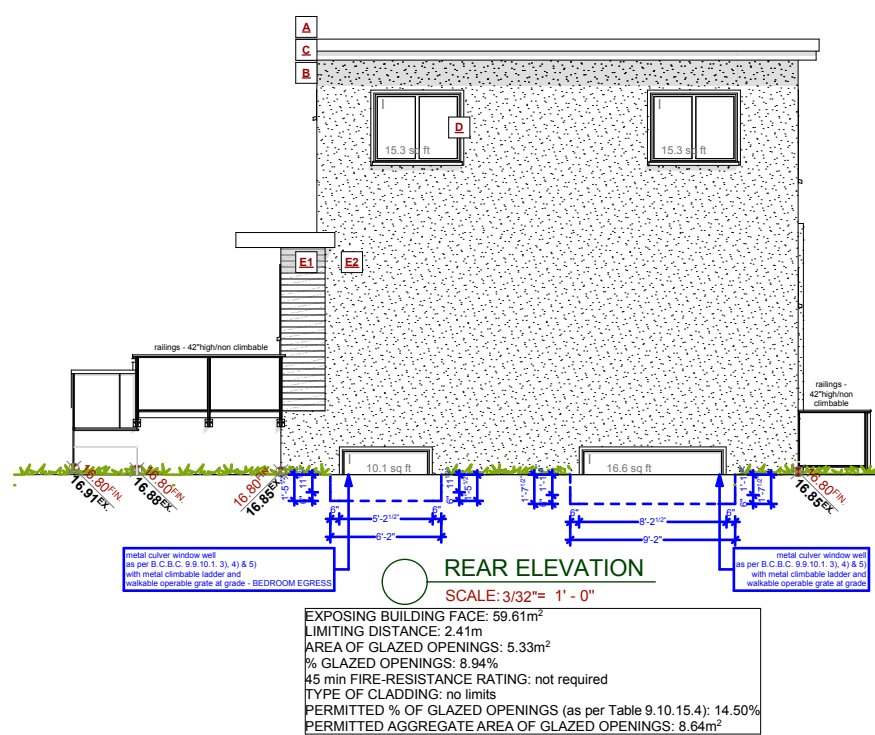 A
C
B
D
15.3 sq ft
15.3 sq ft
E1
E2
railings - 42"high/non climbable
railings -
42"high/non
climbable
10.1 sq ft
16.6 sq ft
16.80FIN.
16.91EX.
16.80FIN.
16.88EX.
16.80FIN.
16.85EX.
16.80FIN.
16.85EX.
6"
5'-2 1/2"
6"
6'-2"
6"
8'-2 1/2"
6"
9'-2"
metal culver window well
as per B.C.B.C. 9.9.10.1. 3), 4) & 5)
with metal climbable ladder and
walkable operable grate at grade - BEDROOM EGRESS
metal culver window well
as per B.C.B.C. 9.9.10.1. 3), 4) & 5)
with metal climbable ladder and
walkable operable grate at grade
REAR ELEVATION
SCALE: 3/32"= 1' - 0"
EXPOSING BUILDING FACE: 59.61m²
LIMITING DISTANCE: 2.41m
AREA OF GLAZED OPENINGS: 5.33m²
% GLAZED OPENINGS: 8.94%
45 min FIRE-RESISTANCE RATING: not required
TYPE OF CLADDING: no limits
PERMITTED % OF GLAZED OPENINGS (as per Table 9.10.15.4): 14.50%
PERMITTED AGGREGATE AREA OF GLAZED OPENINGS: 8.64m²